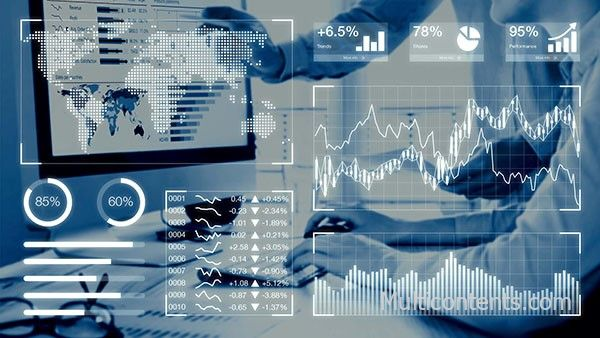 +6.5%
Trends
78%
Shares
95%
Performance
85%
60%
0001 0.45 ▲ +0.45%
0002 -0.23 ▼ -2.34%
0003 -1.01 ▼ -1.89%
0004 0.02 ▲ +0.21%
0005 +2.58 ▲ +3.05%
0006 -0.14 ▼ -1.42%
0007 -0.73 ▼ -0.90%
0008 +1.08 ▲ +5.12%
0009 -0.87 ▼ -3.88%
0010 -0.65 ▼ -1.37%
Multicontents.com